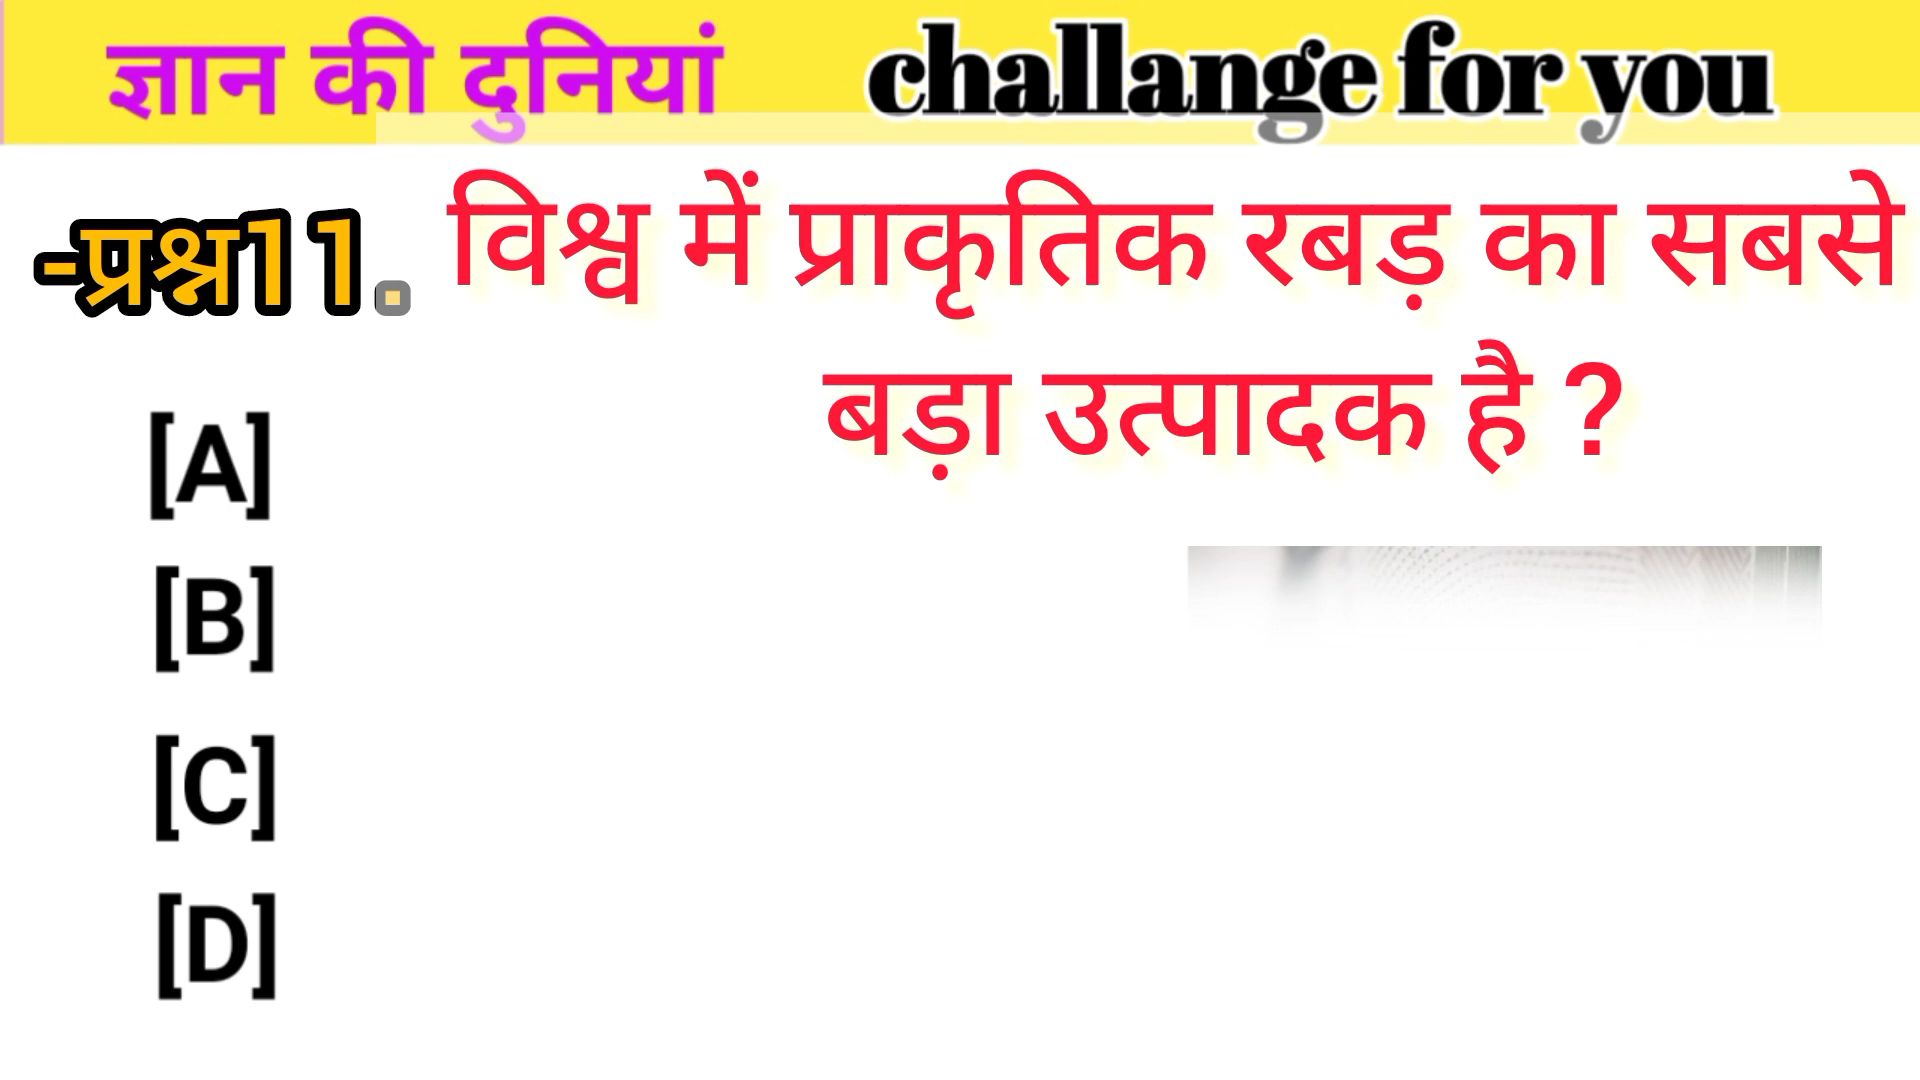 ज्ञान की दुनियां challange for you
-प्रश्न11. विश्व में प्राकृतिक रबड़ का सबसे
बड़ा उत्पादक है ?
[A]
[B]
[C]
[D]